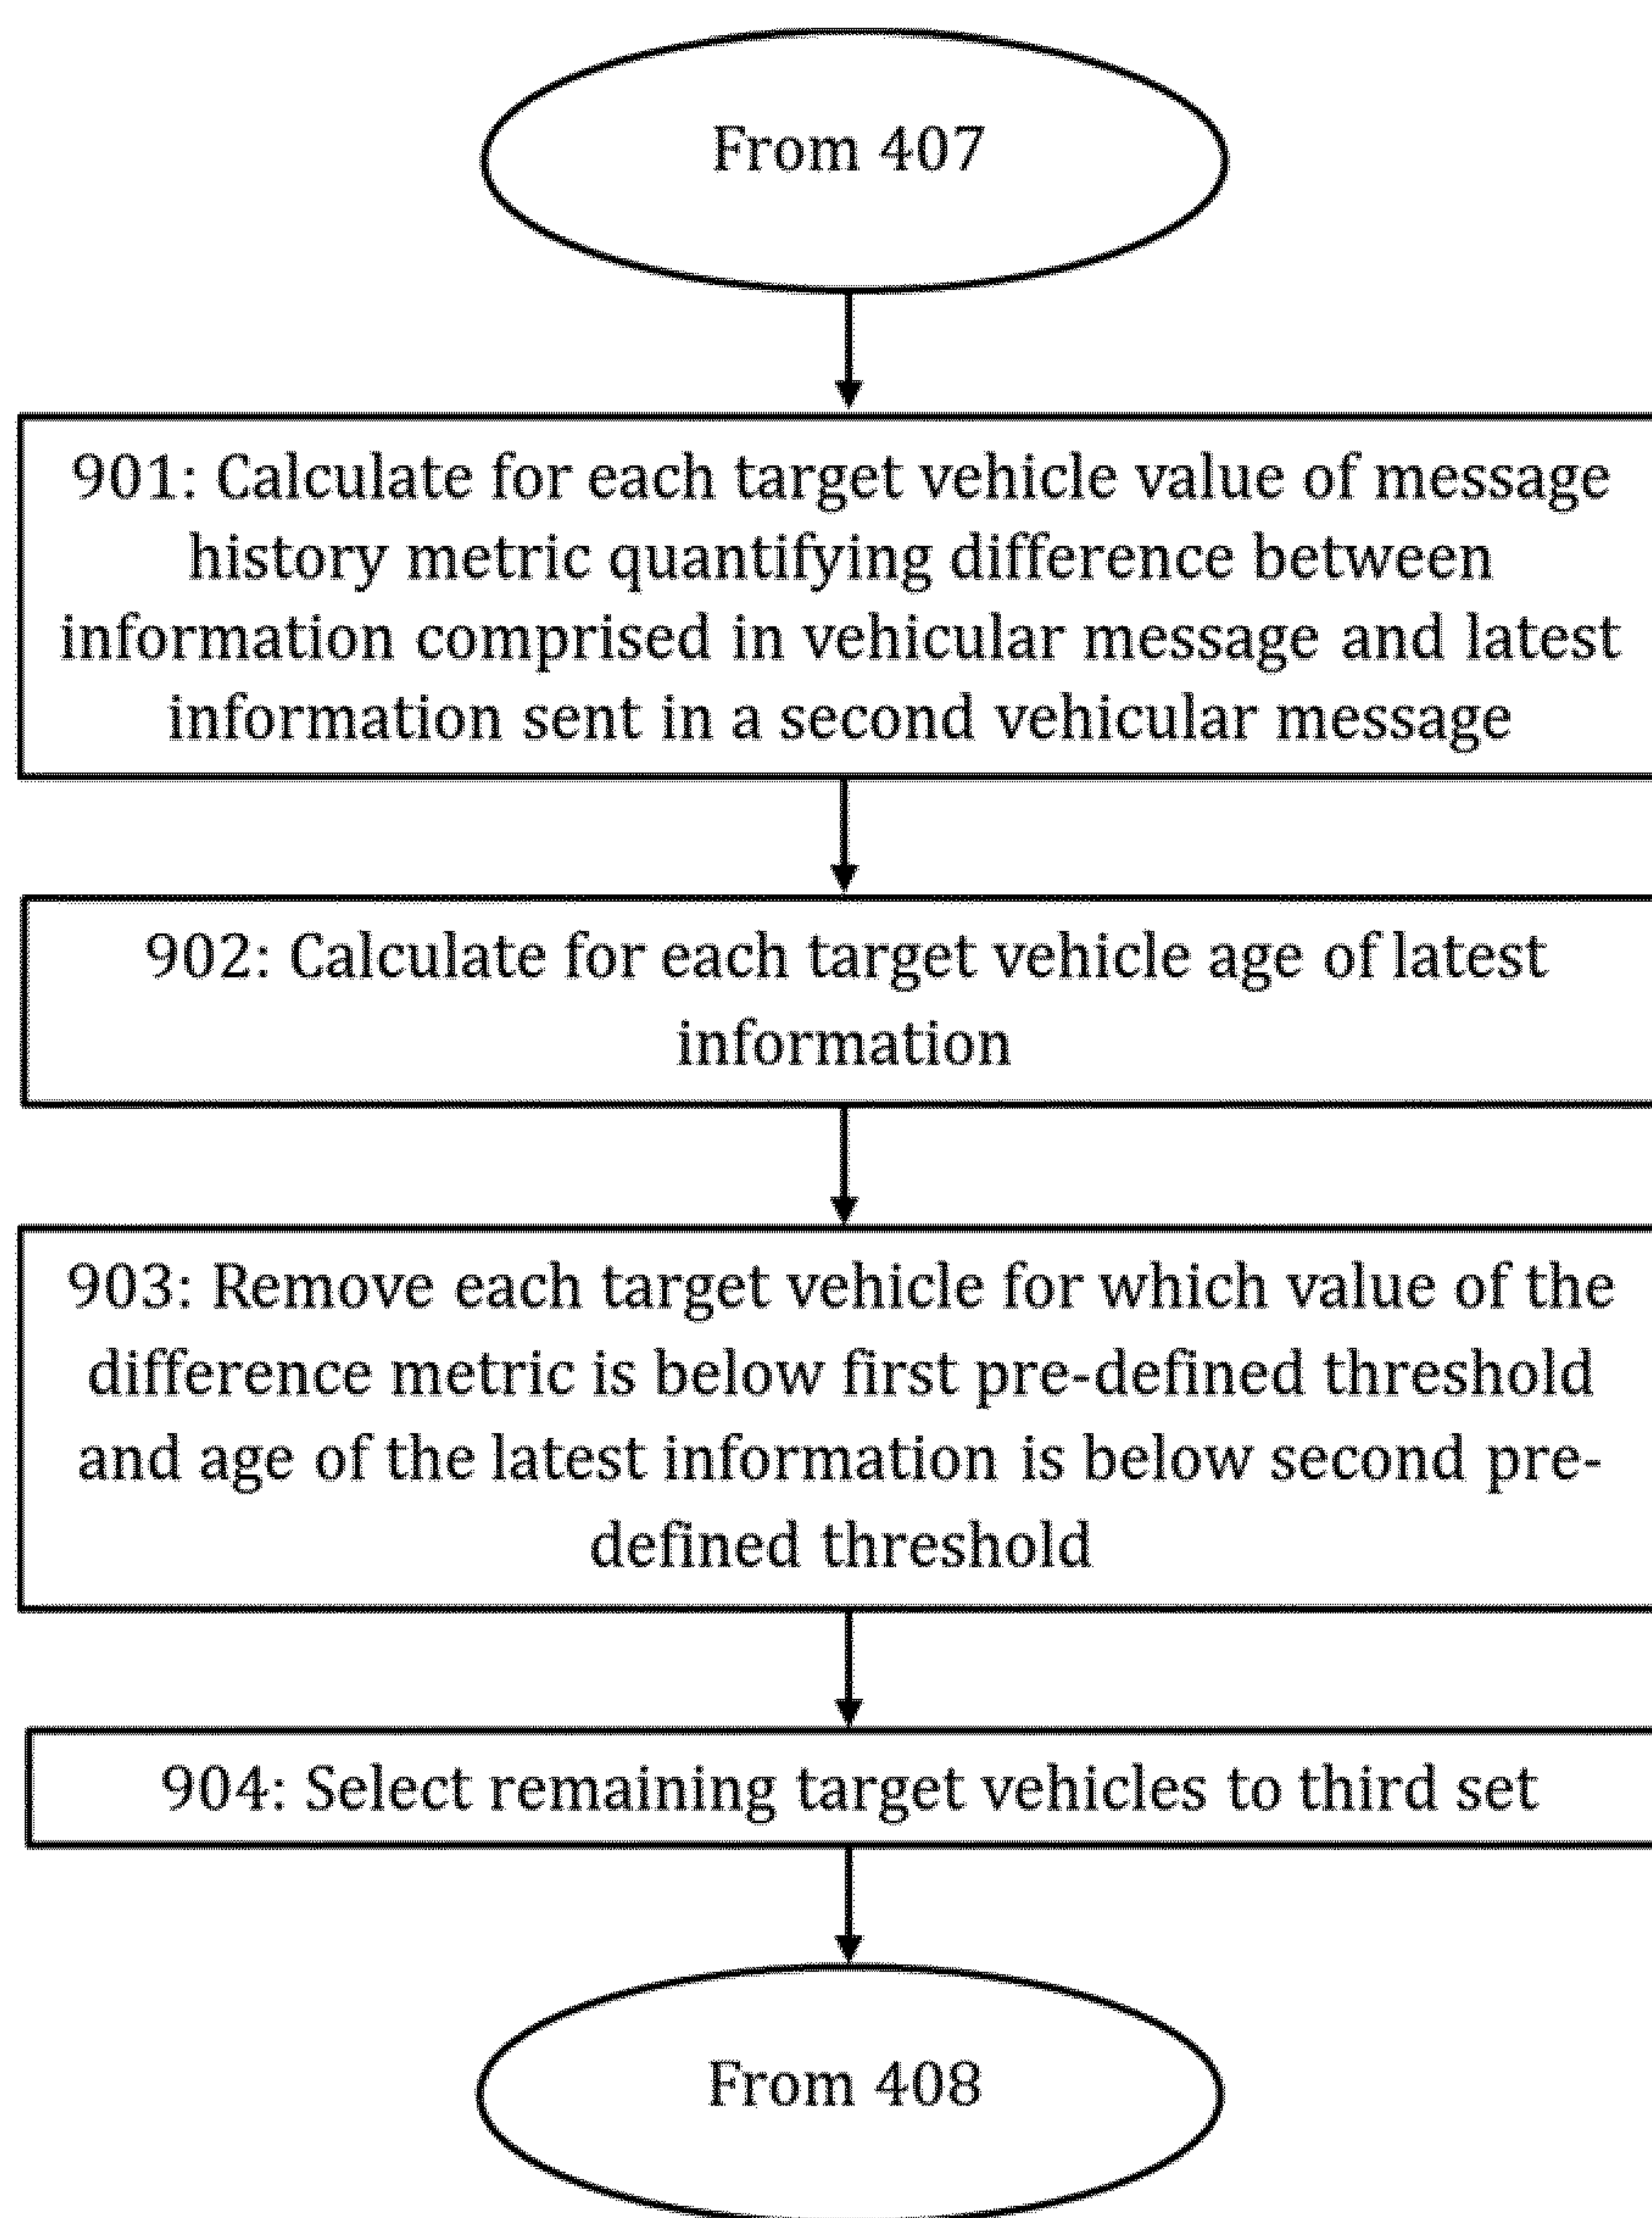 From 407
901: Calculate for each target vehicle value of message
history metric quantifying difference between
information comprised in vehicular message and latest
information sent in a second vehicular message
902: Calculate for each target vehicle age of latest
information
903: Remove each target vehicle for which value of the
difference metric is below first pre-defined threshold
and age of the latest information is below second pre-
defined threshold
904: Select remaining target vehicles to third set
From 408